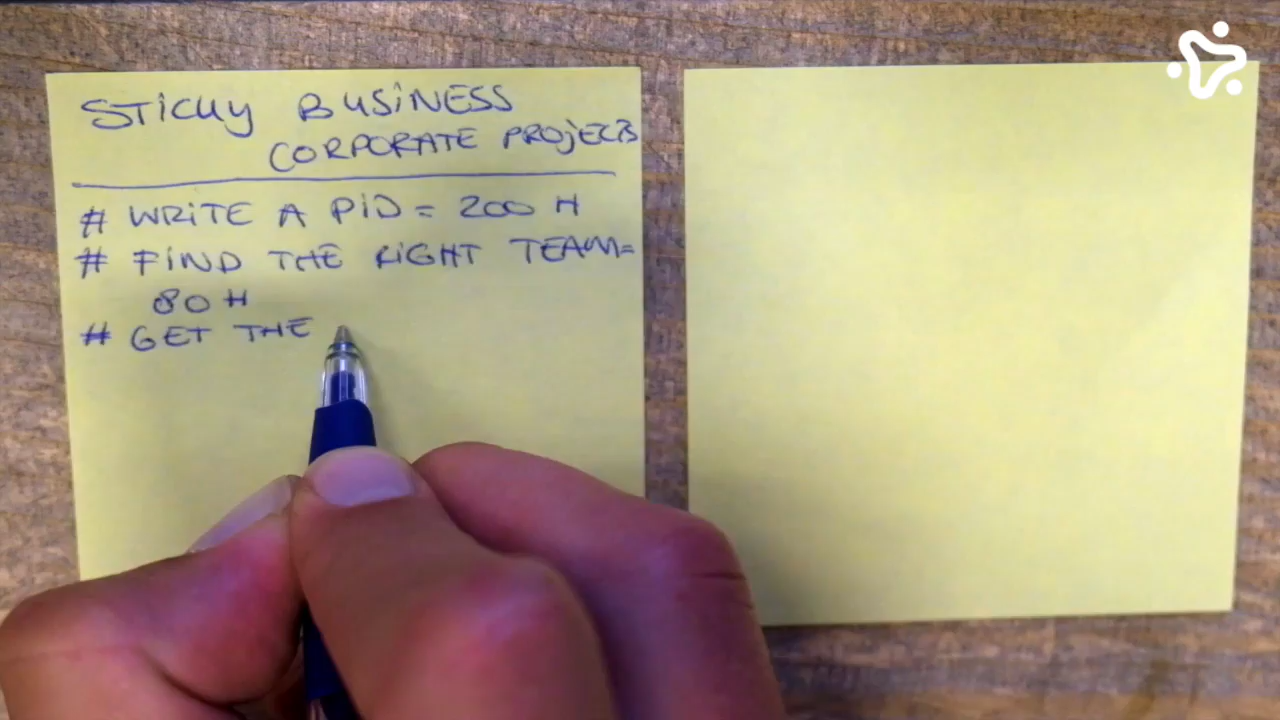 STICKY BUSINESS
CORPORATE PROJECTS
# WRITE A PID = 200 H
# FIND THE RIGHT TEAM=
80 H
# GET THE